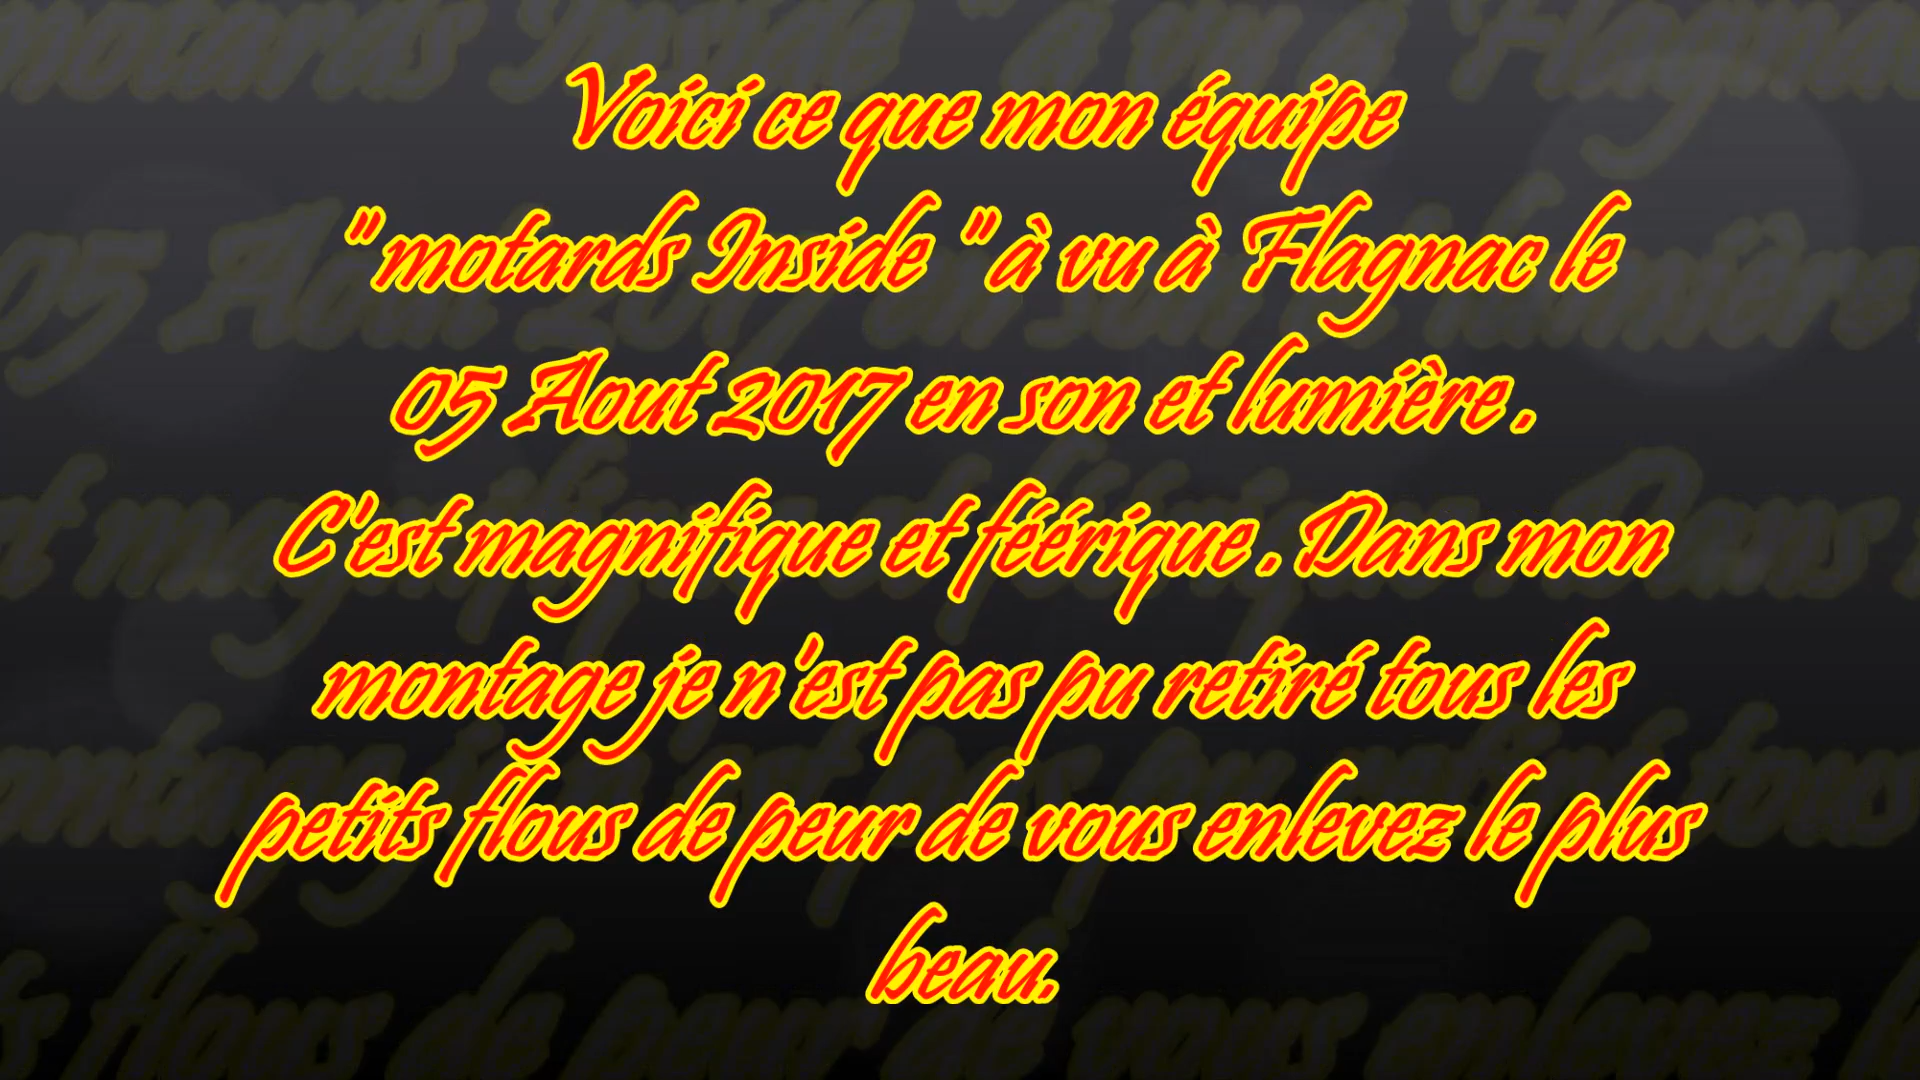 Voici ce que mon équipe
" motards Inside " à vu à Flagnac le
05 Aout 2017 en son et lumière .
C'est magnifique et féérique . Dans mon
montage je n'est pas pu retiré tous les
petits flous de peur de vous enlevez le plus
beau.